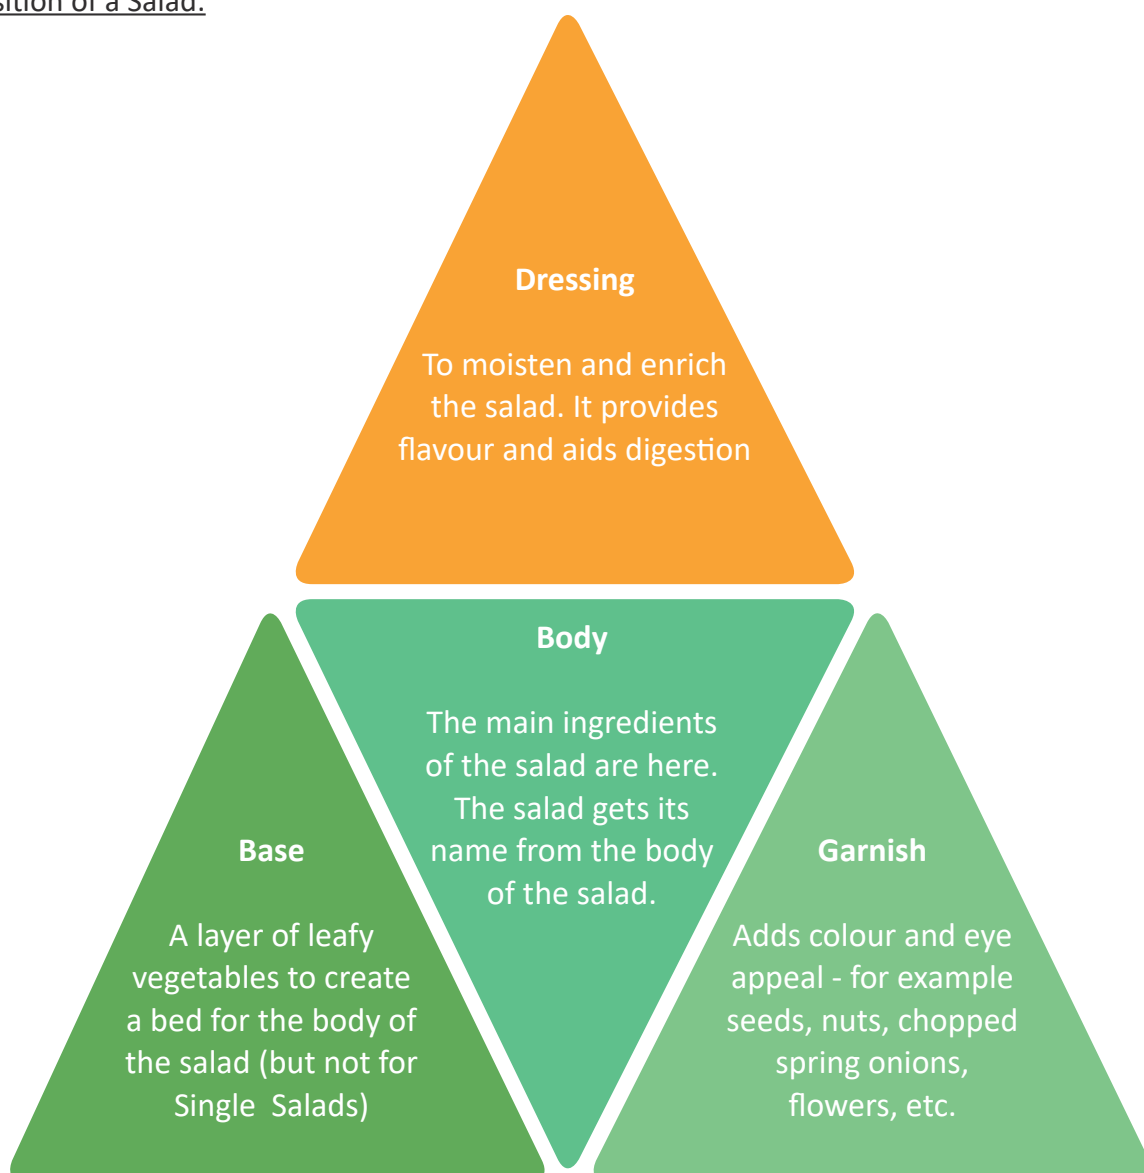 of a Salad:
Dressing
To moisten and enrich
the salad. It provides
flavour and aids digestion
Body
The main ingredients
of the salad are here.
The salad gets its
name from the body
of the salad.
Base
A layer of leafy
vegetables to create
a bed for the body of
the salad (but not for
Single  Salads)
Garnish
Adds colour and eye
appeal - for example
seeds, nuts, chopped
spring onions,
flowers, etc.